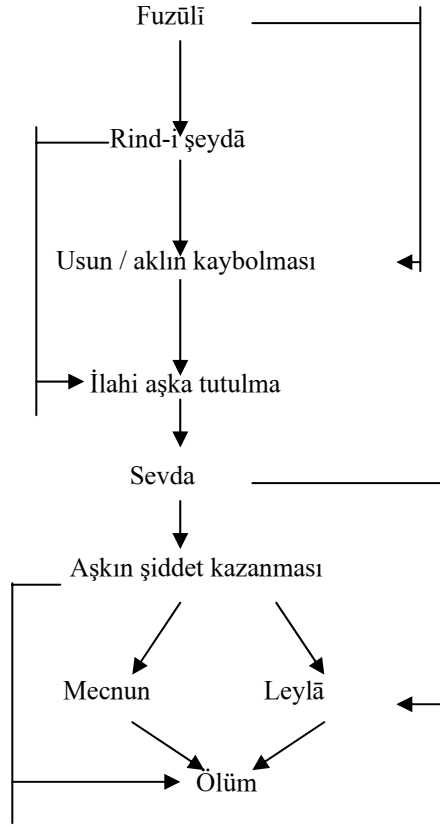 Fuzūlī
Rind-i şeydā
Usun / aklın kaybolması
İlahi aşka tutulma
Sevda
Aşkın şiddet kazanması
Mecnun Leylā
Ölüm